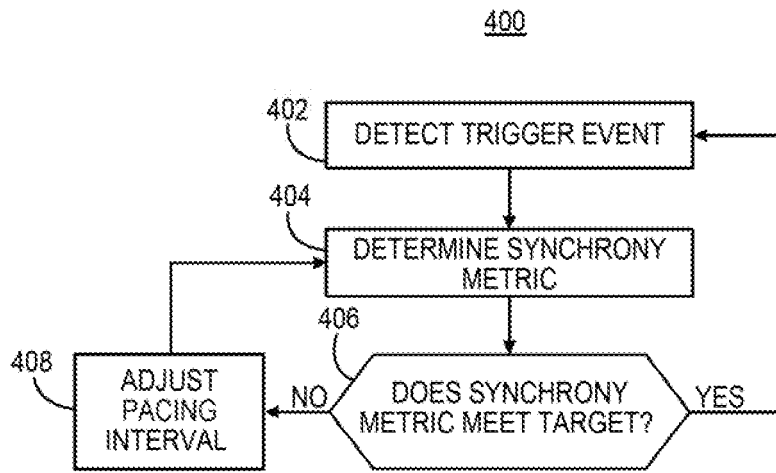 400
402
DETECT TRIGGER EVENT
404
DETERMINE SYNCHRONY
METRIC
406
408
ADJUST
PACING
INTERVAL
NO
DOES SYNCHRONY
METRIC MEET TARGET?
YES